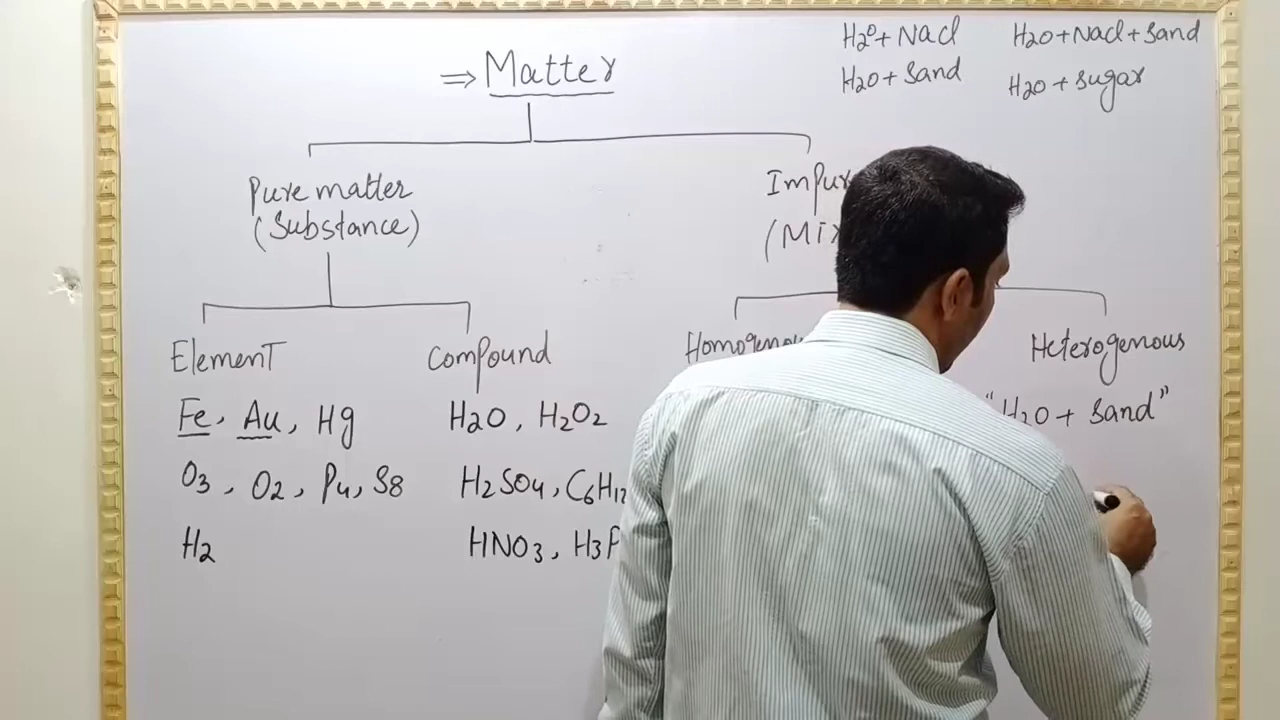 H2O + NaCl
H2O + NaCl + Sand
H2O + Sand
H2O + Sugar
⇒ Matter
Pure matter
(Substance)
Element
Compound
Heterogenous
Fe, Au, Hg
H2O, H2O2
"H2O + Sand"
O3, O2, P4, S8
H2SO4,
H2
HNO3,